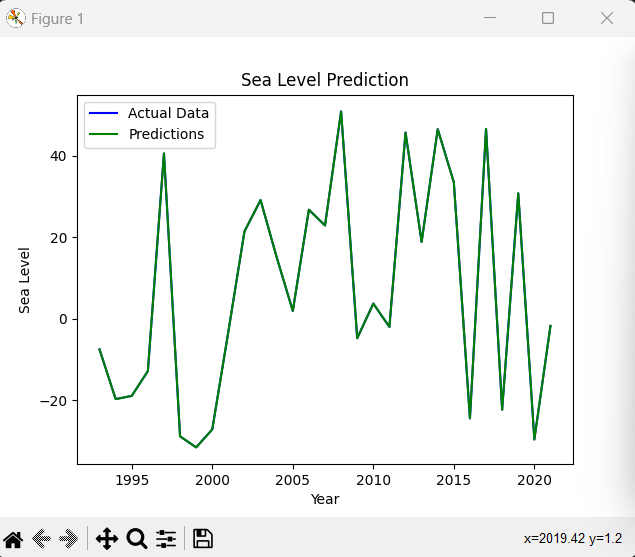 Figure 1
Sea Level Prediction
Actual Data
Predictions
40
20
0
−20
Sea Level
1995 2000 2005 2010 2015 2020
Year
x=2019.42 y=1.2